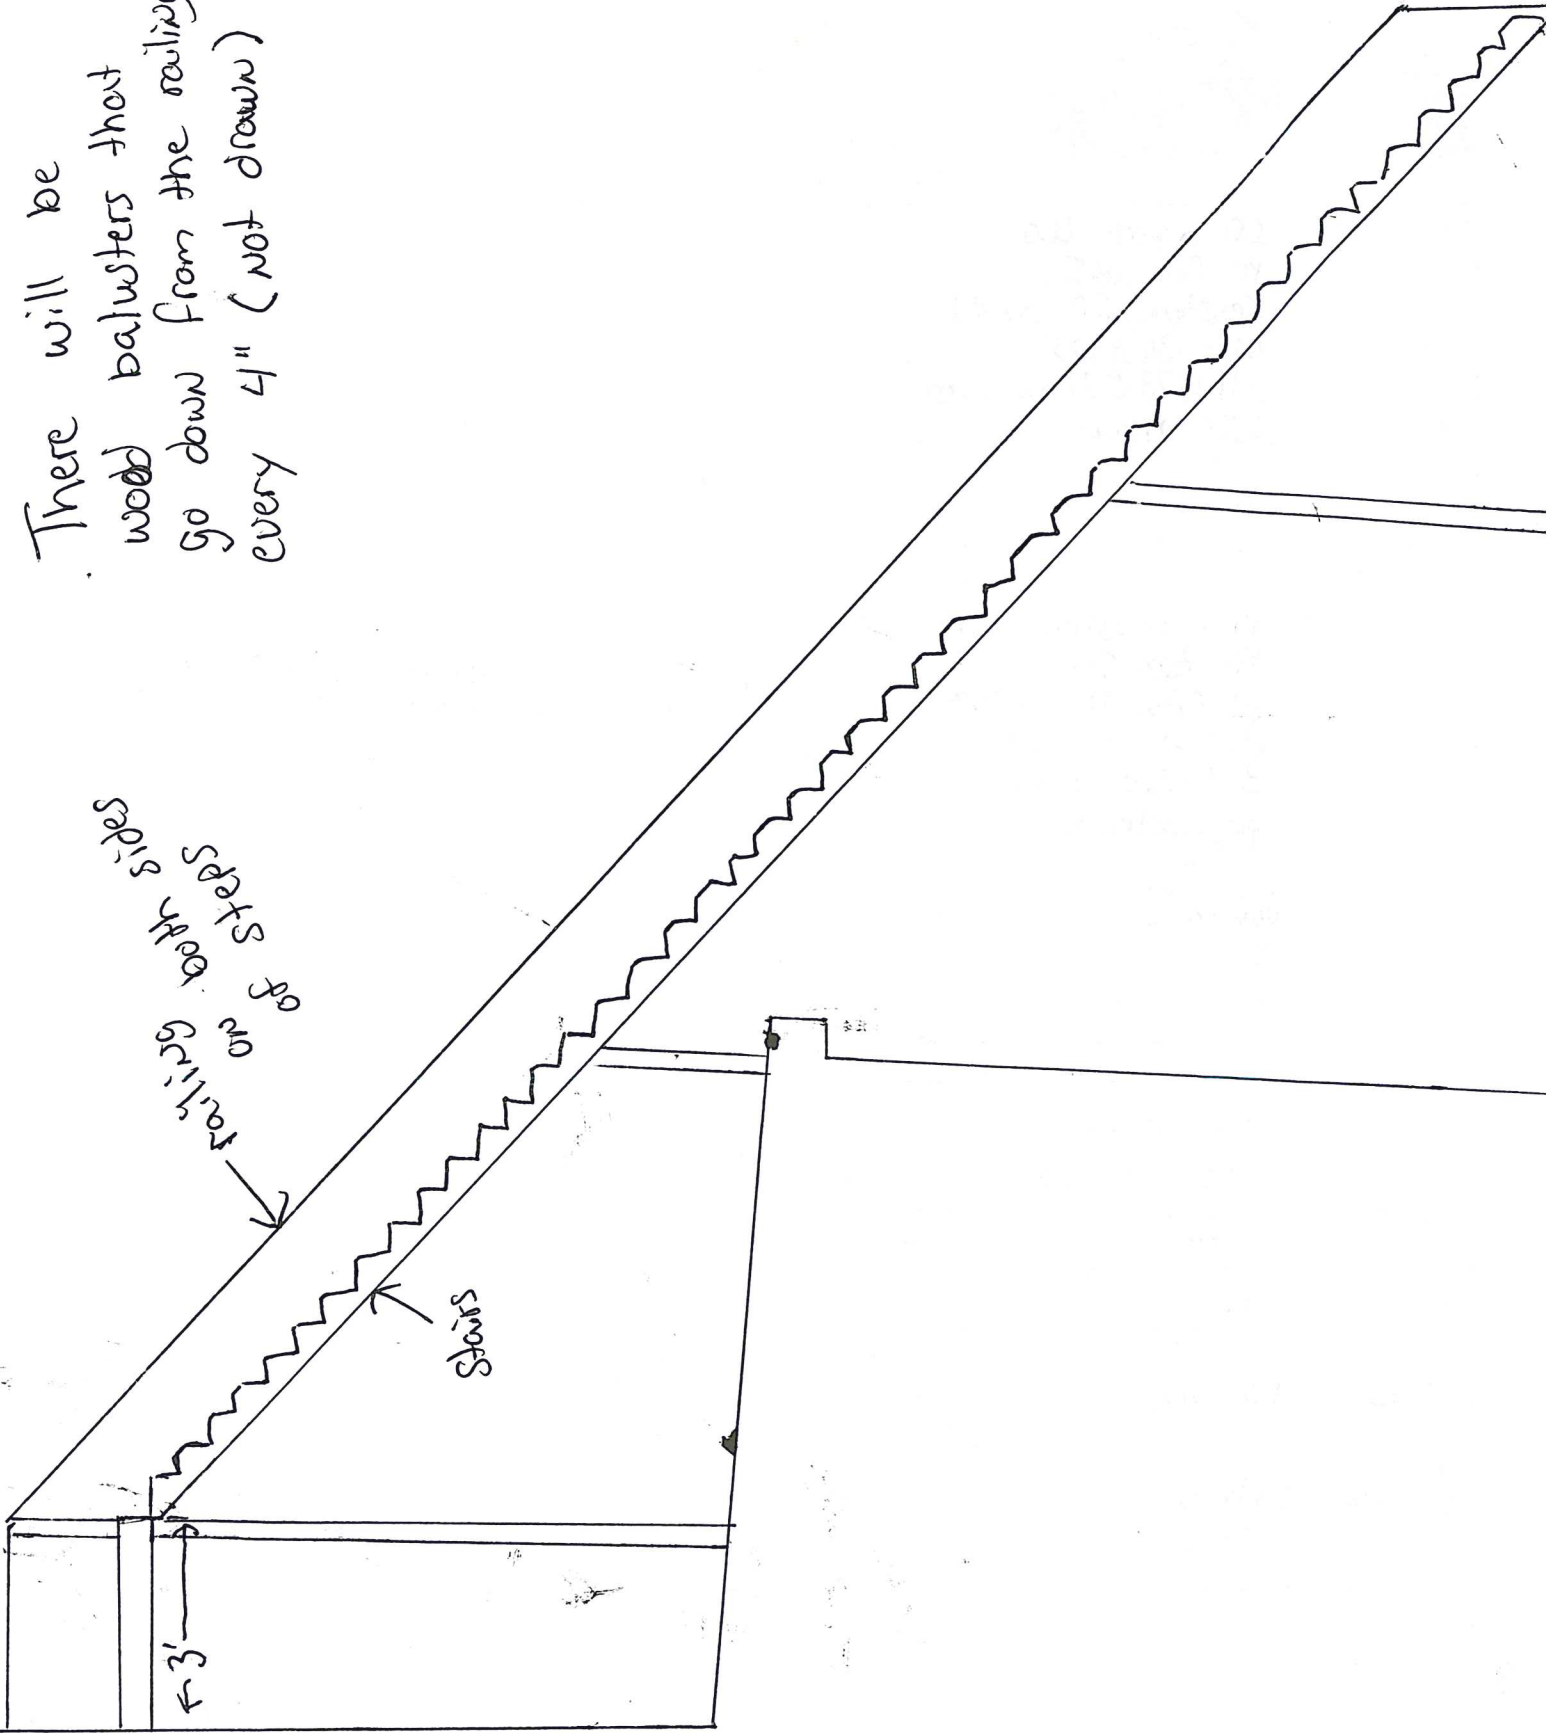 There will be
wood balusters that
go down from the railing
every 4" (Not drawn)
railing both sides
on of steps
Stairs
3'